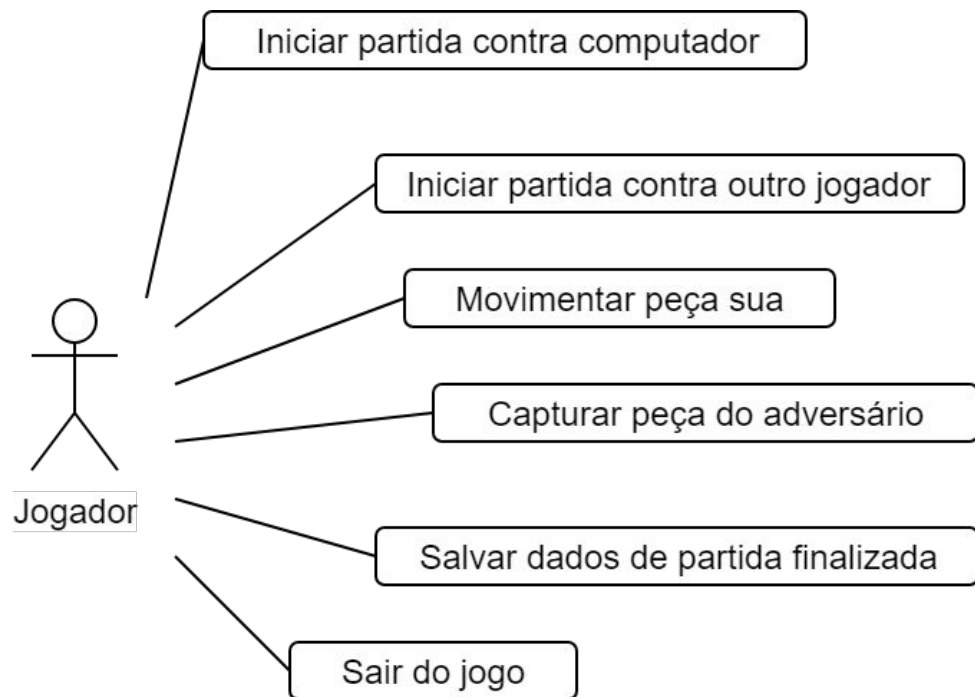 Iniciar partida contra computador
Iniciar partida contra outro jogador
Movimentar peça sua
Capturar peça do adversário
Jogador
Salvar dados de partida finalizada
Sair do jogo